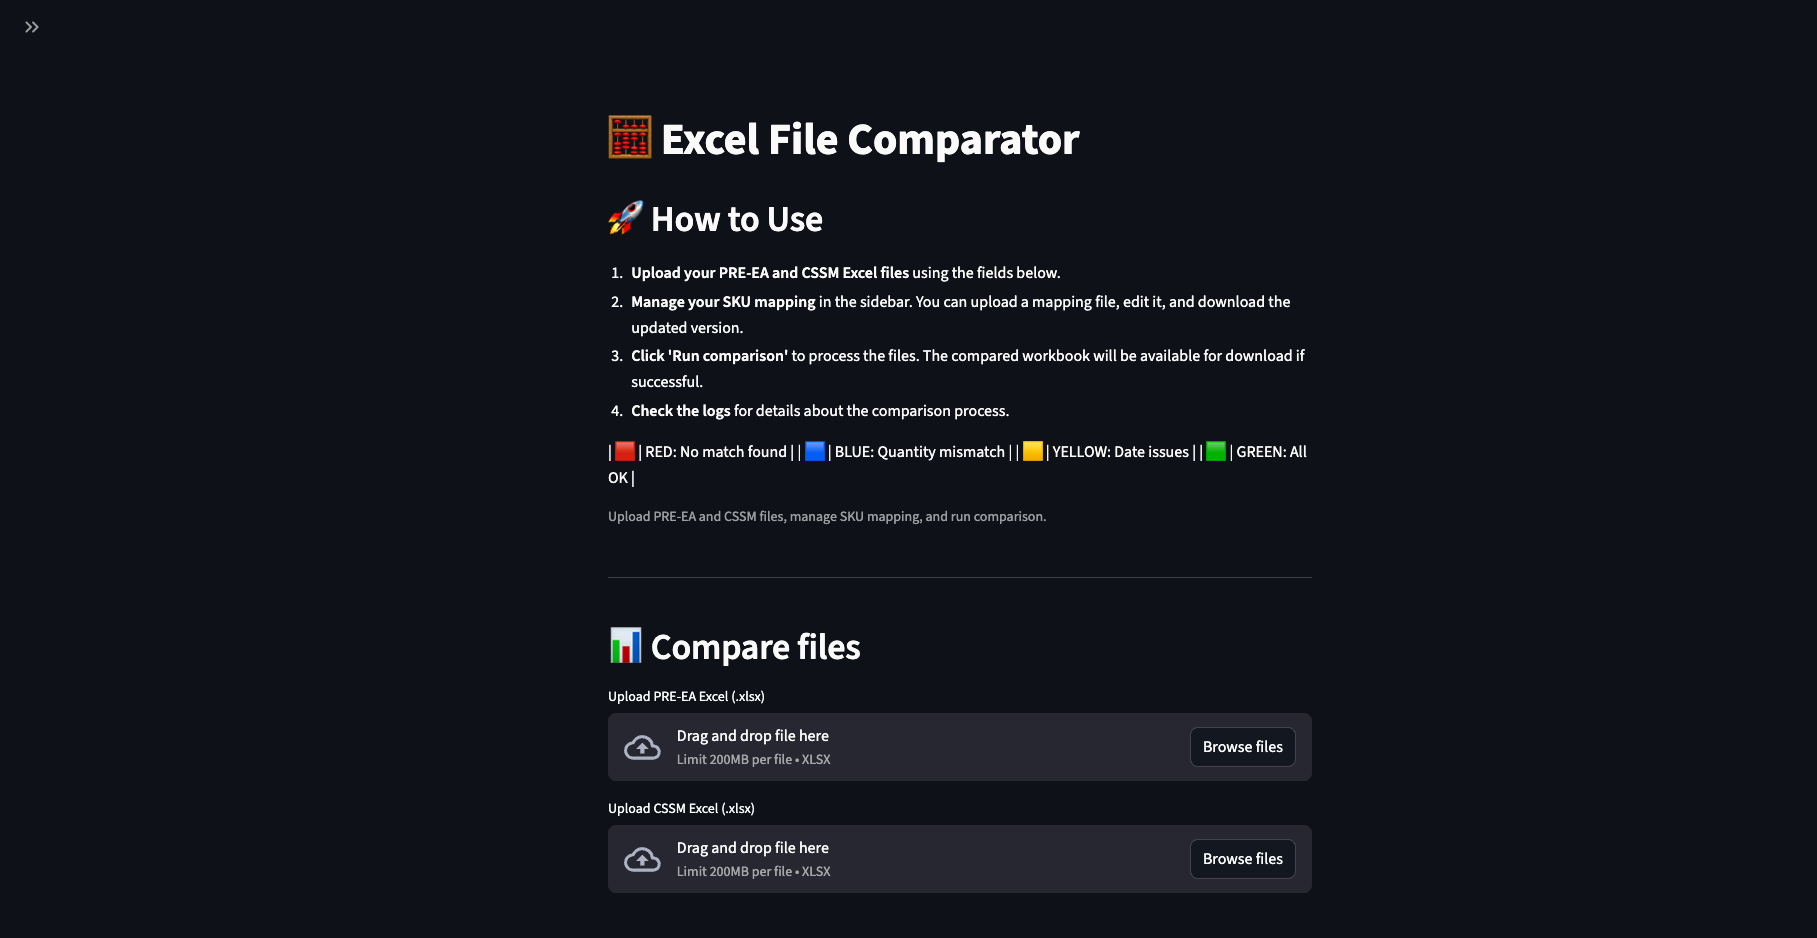 Excel File Comparator
How to Use
1. Upload your PRE-EA and CSSM Excel files using the fields below.
2. Manage your SKU mapping in the sidebar. You can upload a mapping file, edit it, and download the
updated version.
3. Click 'Run comparison' to process the files. The compared workbook will be available for download if
successful.
4. Check the logs for details about the comparison process.
| 🟥 | RED: No match found | | 🟦 | BLUE: Quantity mismatch | | 🟨 | YELLOW: Date issues | | 🟩 | GREEN: All
OK |
Upload PRE-EA and CSSM files, manage SKU mapping, and run comparison.
Compare files
Upload PRE-EA Excel (.xlsx)
Drag and drop file here
Limit 200MB per file • XLSX
Browse files
Upload CSSM Excel (.xlsx)
Drag and drop file here
Limit 200MB per file • XLSX
Browse files